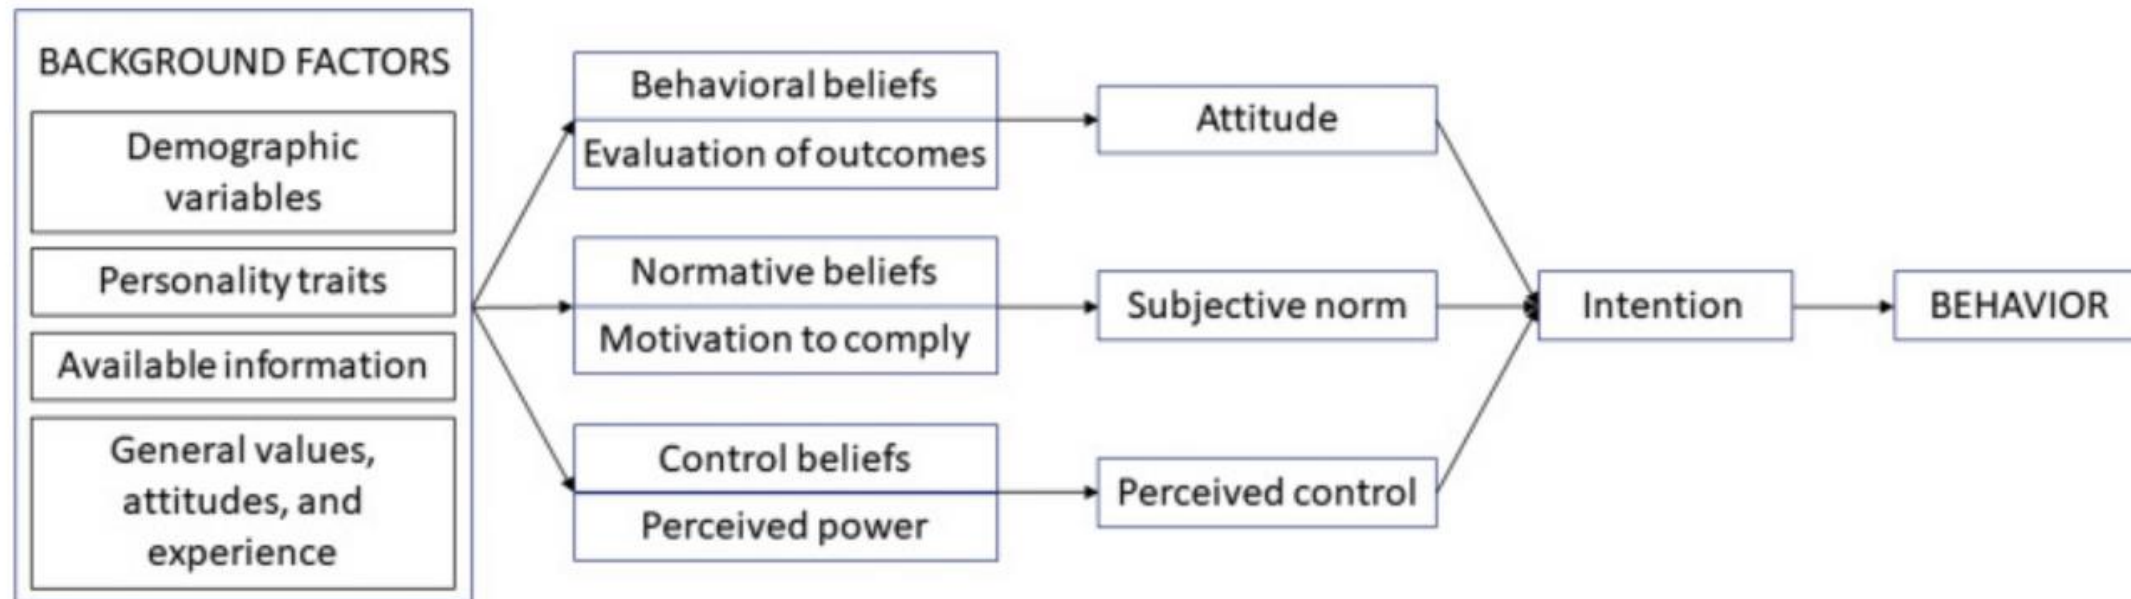 BACKGROUND FACTORS
Demographic
variables
Personality traits
Available information
General values,
attitudes, and
experience
Behavioral beliefs
Evaluation of outcomes
Normative beliefs
Motivation to comply
Control beliefs
Perceived power
Attitude
Subjective norm
Perceived control
Intention
BEHAVIOR